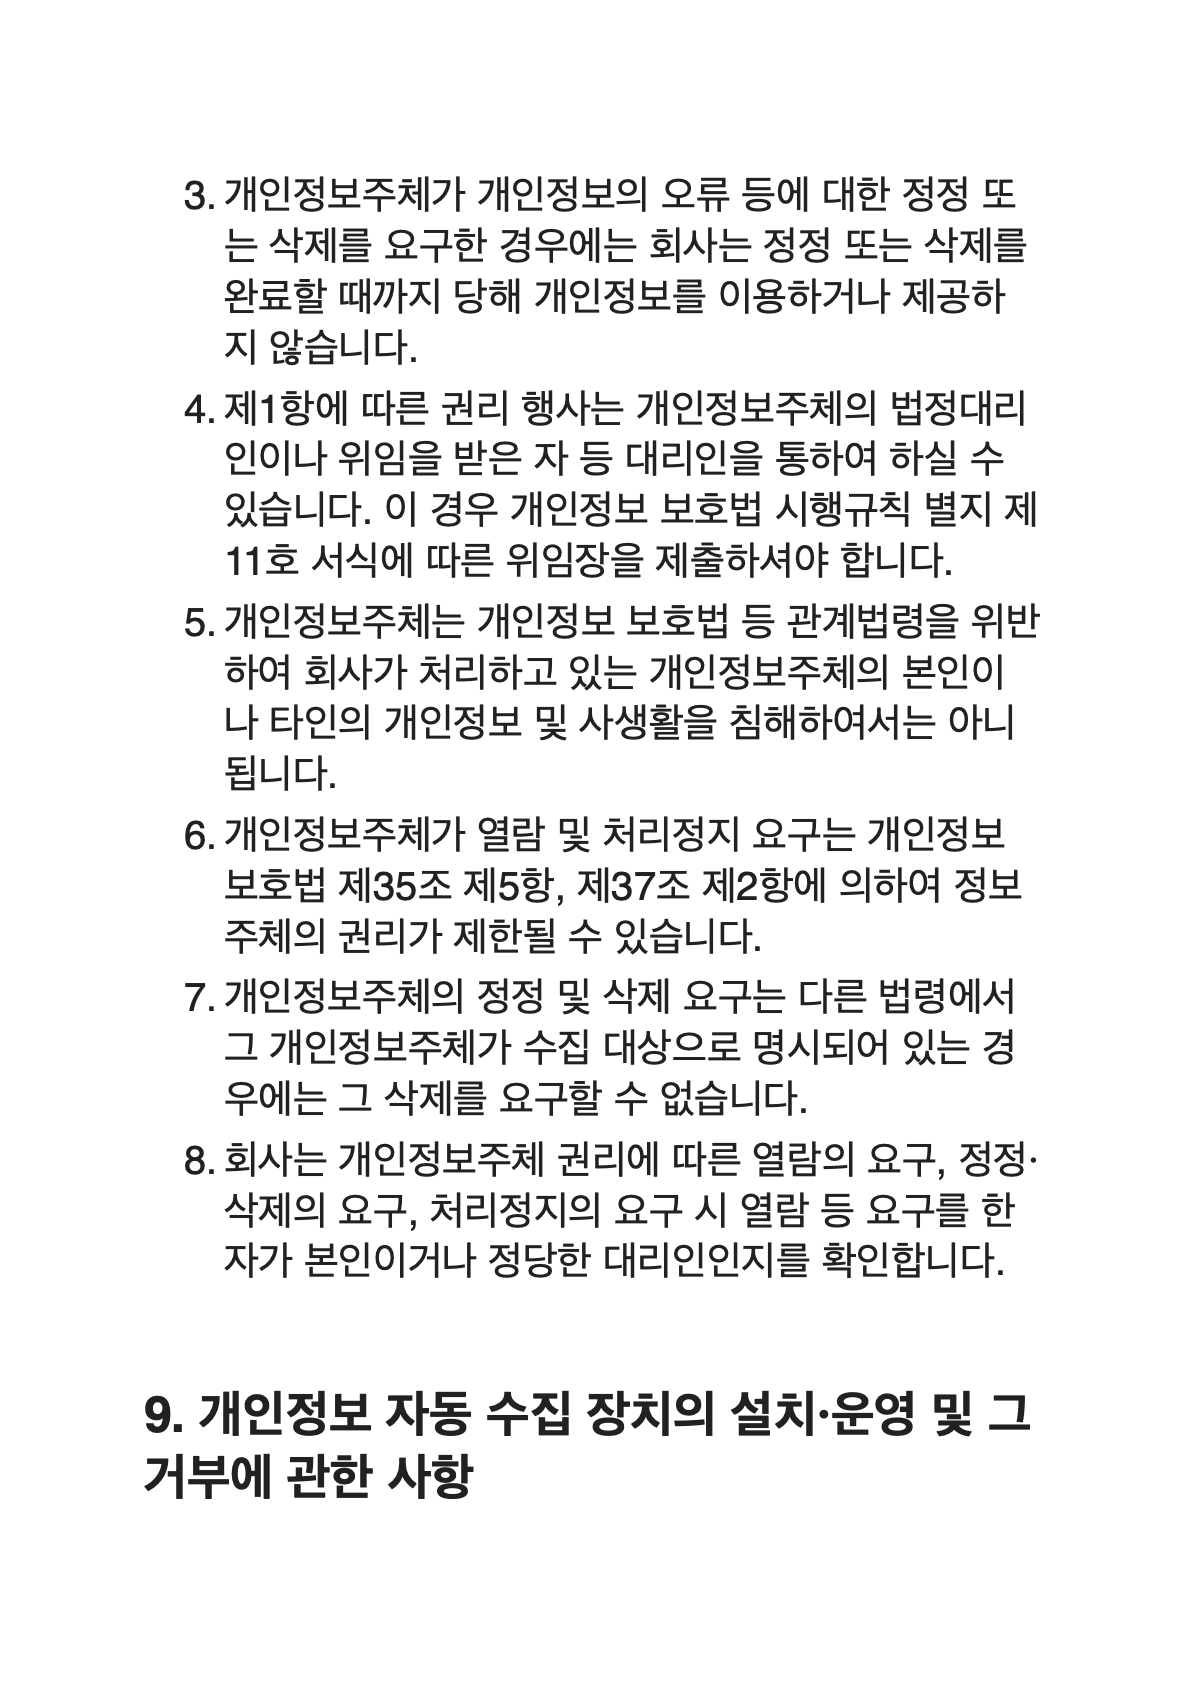 3. 개인정보주체가 개인정보의 오류 등에 대한 정정 또
는 삭제를 요구한 경우에는 회사는 정정 또는 삭제를
완료할 때까지 당해 개인정보를 이용하거나 제공하
지 않습니다.
4. 제1항에 따른 권리 행사는 개인정보주체의 법정대리
인이나 위임을 받은 자 등 대리인을 통하여 하실 수
있습니다. 이 경우 개인정보 보호법 시행규칙 별지 제
11호 서식에 따른 위임장을 제출하셔야 합니다.
5. 개인정보주체는 개인정보 보호법 등 관계법령을 위반
하여 회사가 처리하고 있는 개인정보주체의 본인이
나 타인의 개인정보 및 사생활을 침해하여서는 아니
됩니다.
6. 개인정보주체가 열람 및 처리정지 요구는 개인정보
보호법 제35조 제5항, 제37조 제2항에 의하여 정보
주체의 권리가 제한될 수 있습니다.
7. 개인정보주체의 정정 및 삭제 요구는 다른 법령에서
그 개인정보주체가 수집 대상으로 명시되어 있는 경
우에는 그 삭제를 요구할 수 없습니다.
8. 회사는 개인정보주체 권리에 따른 열람의 요구, 정정·
삭제의 요구, 처리정지의 요구 시 열람 등 요구를 한
자가 본인이거나 정당한 대리인인지를 확인합니다.
9. 개인정보 자동 수집 장치의 설치·운영 및 그
거부에 관한 사항